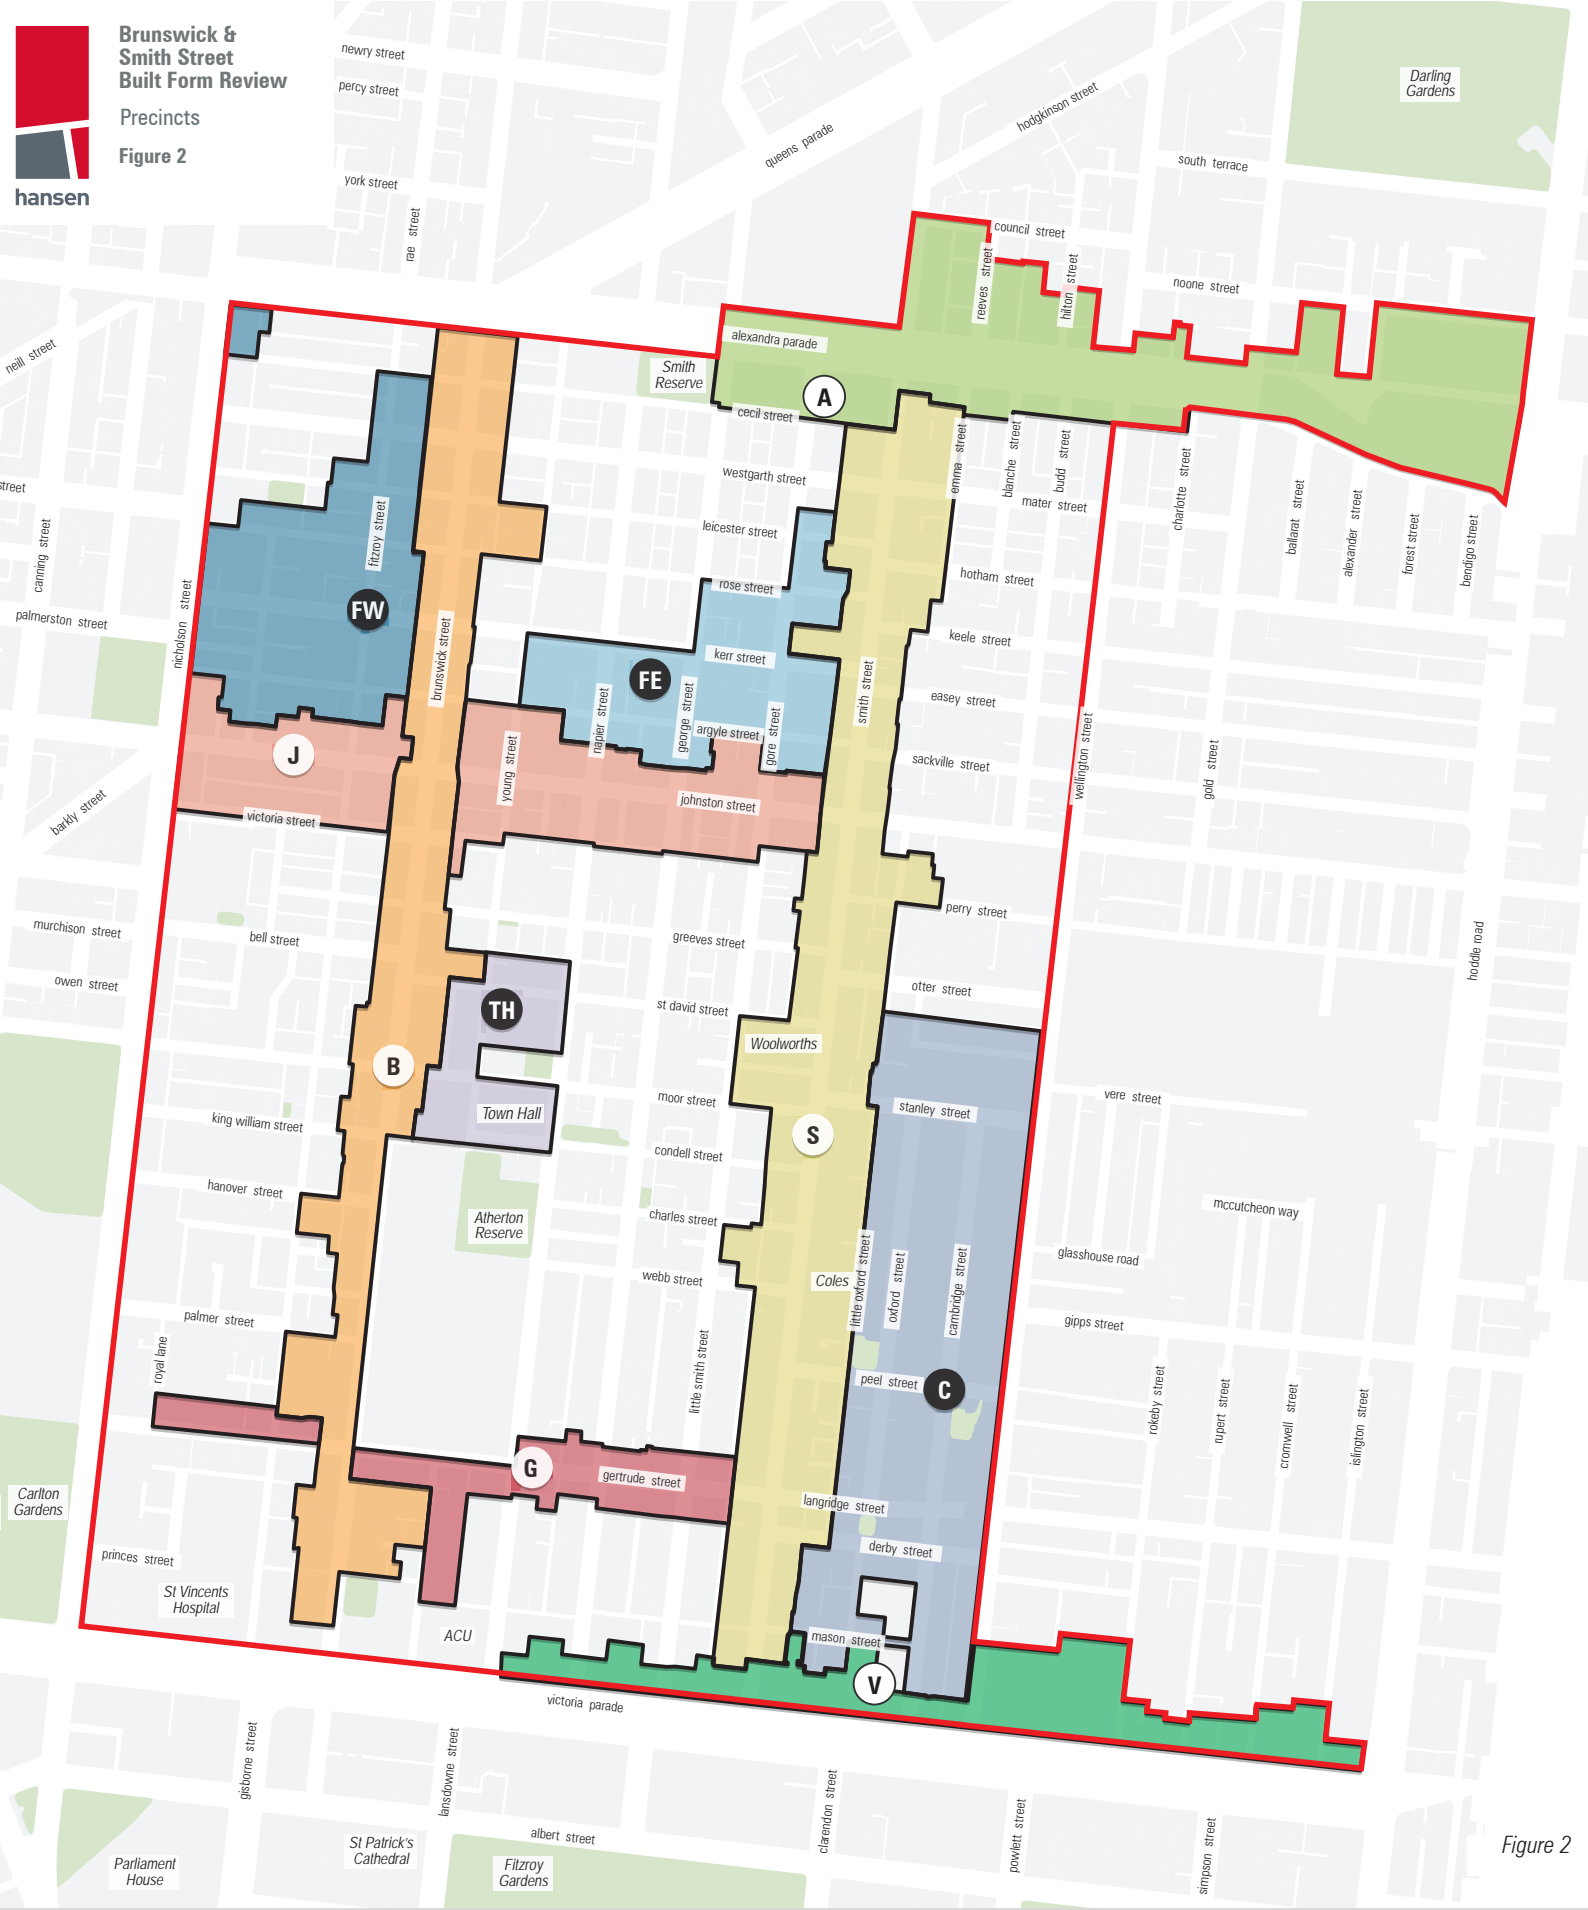 Brunswick &
Smith Street
Built Form Review
Precincts
Figure 2
hansen
newry street
percy street
york street
rae street
queens parade
hodgkinson street
Darling
Gardens
south terrace
council street
reeves street
hilton street
noone street
neill street
alexandra parade
Smith
Reserve
A
cecil street
westgarth street
emma street
blanche street
budd street
mater street
charlotte street
ballarat street
alexander street
forest street
bendigo street
street
canning street
fitzroy street
leicester street
hotham street
rose street
palmerston street
nicholson street
FW
brunswick street
kerr street
keele street
FE
smith street
easey street
napier street
george street
argyle street
gore street
J
young street
sackville street
wellington street
gold street
johnston street
barkly street
victoria street
perry street
murchison street
bell street
greeves street
hoddle road
owen street
otter street
st david street
TH
Woolworths
B
moor street
stanley street
vere street
Town Hall
king william street
S
condell street
hanover street
mccutcheon way
charles street
Atherton
Reserve
glasshouse road
webb street
Coles
little oxford street
oxford street
cambridge street
palmer street
gipps street
royal lane
little smith street
peel street
C
rokeby street
rupert street
cromwell street
islington street
G
gertrude street
Carlton
Gardens
langridge street
derby street
princes street
St Vincents
Hospital
ACU
mason street
V
victoria parade
gisborne street
lansdowne street
clarendon street
powlett street
simpson street
albert street
St Patrick's
Cathedral
Parliament
House
Fitzroy
Gardens
Figure 2